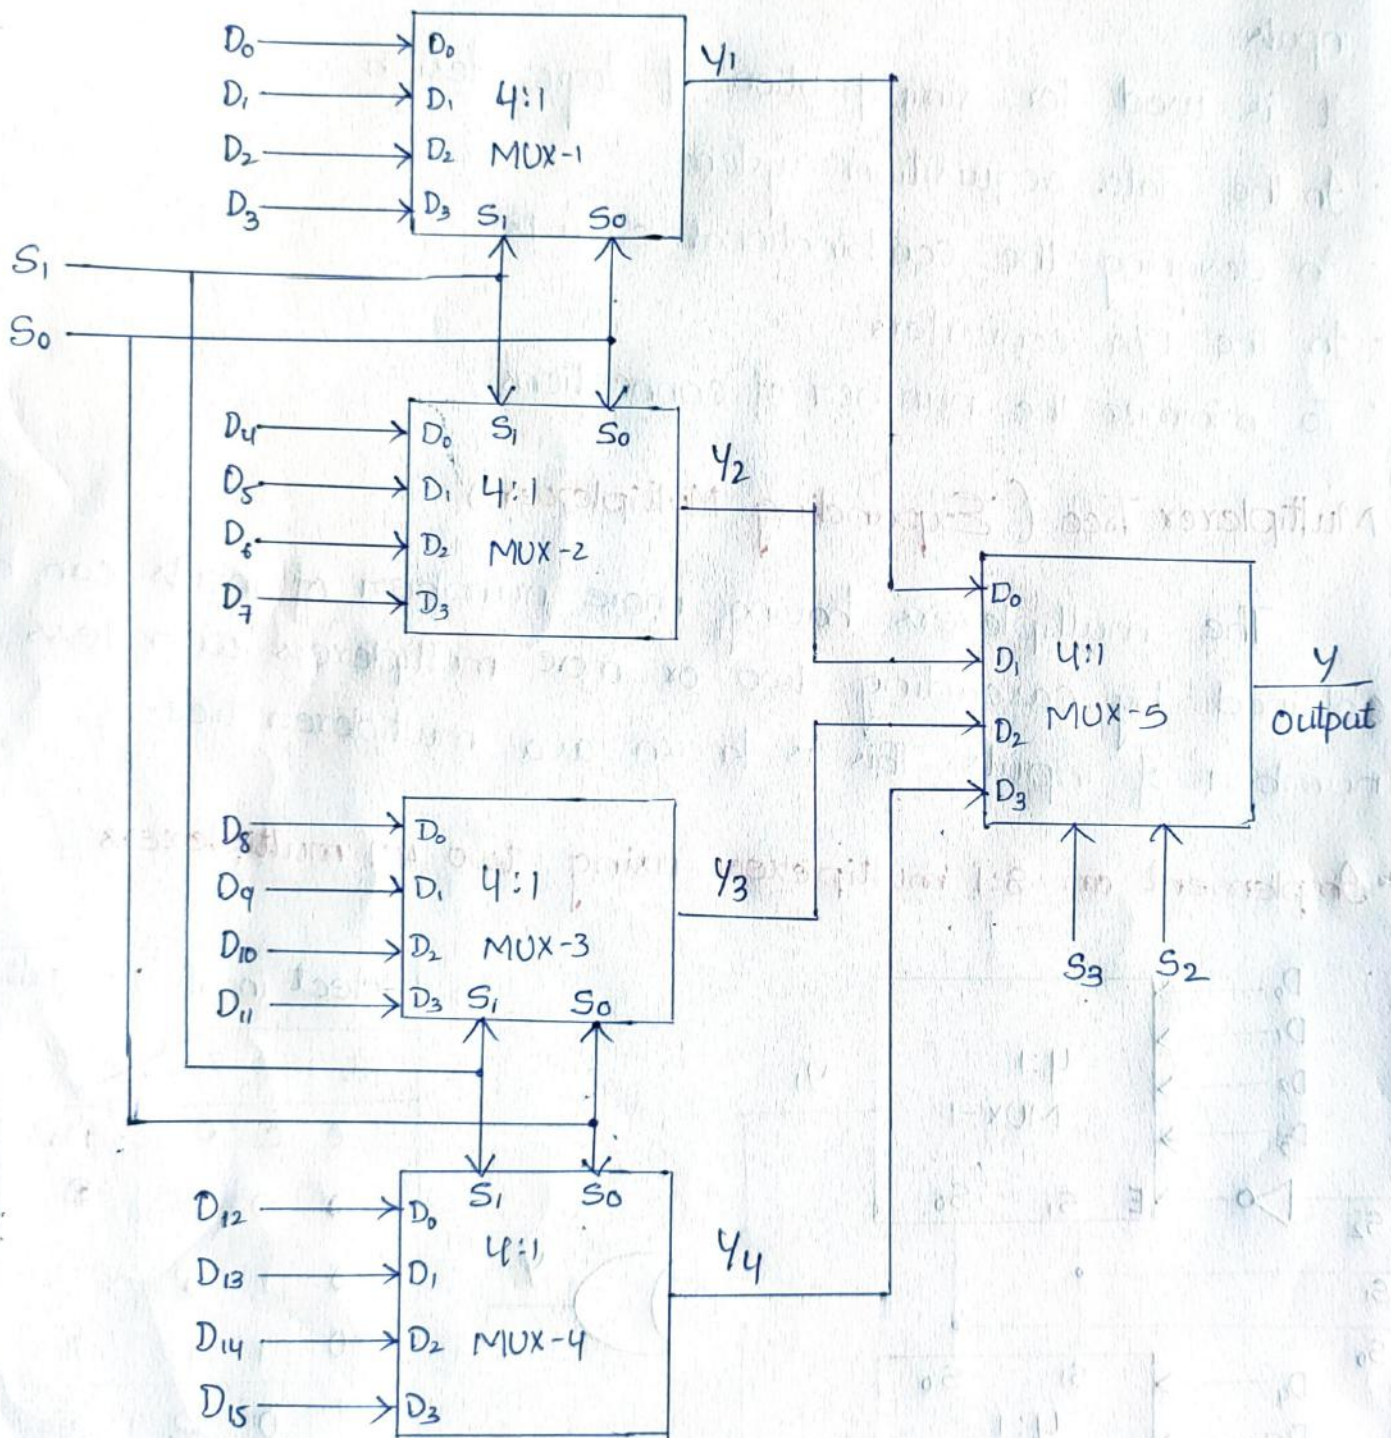 D₀ D₀
D₁ D₁ 4:1
D₂ D₂ MUX-1
D₃ D₃ S₁ S₀
Y₁
S₁
S₀
D₄ D₀ S₁ S₀
D₅ D₁ 4:1
D₆ D₂ MUX-2
D₇ D₃
Y₂
D₀
D₁ 4:1
D₂ MUX-5
D₃
Y
output
S₃ S₂
D₈ D₀
D₉ D₁ 4:1
D₁₀ D₂ MUX-3
D₁₁ D₃ S₁ S₀
Y₃
D₁₂ D₀ S₁ S₀
D₁₃ D₁ 4:1
D₁₄ D₂ MUX-4
D₁₅ D₃
Y₄